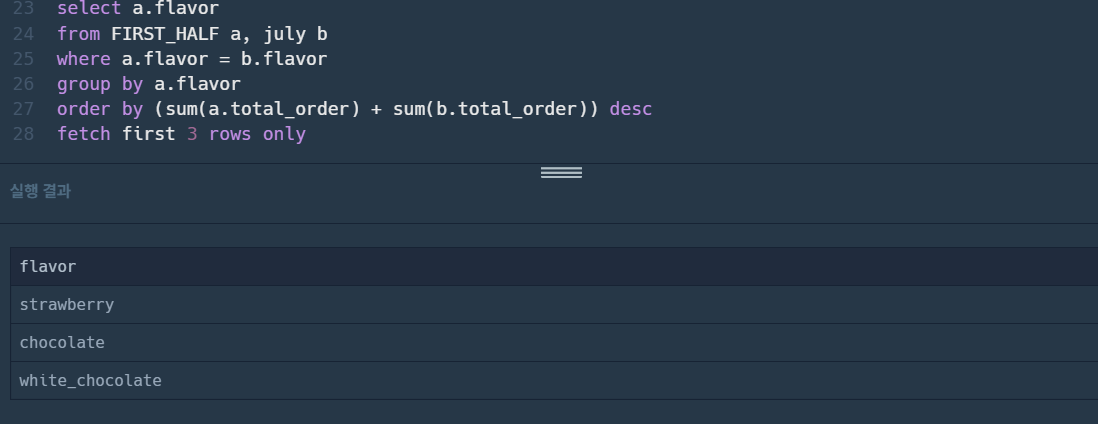 23 select a.flavor
24 from FIRST_HALF a, july b
25 where a.flavor = b.flavor
26 group by a.flavor
27 order by (sum(a.total_order) + sum(b.total_order)) desc
28 fetch first 3 rows only
실행 결과
flavor
strawberry
chocolate
white_chocolate